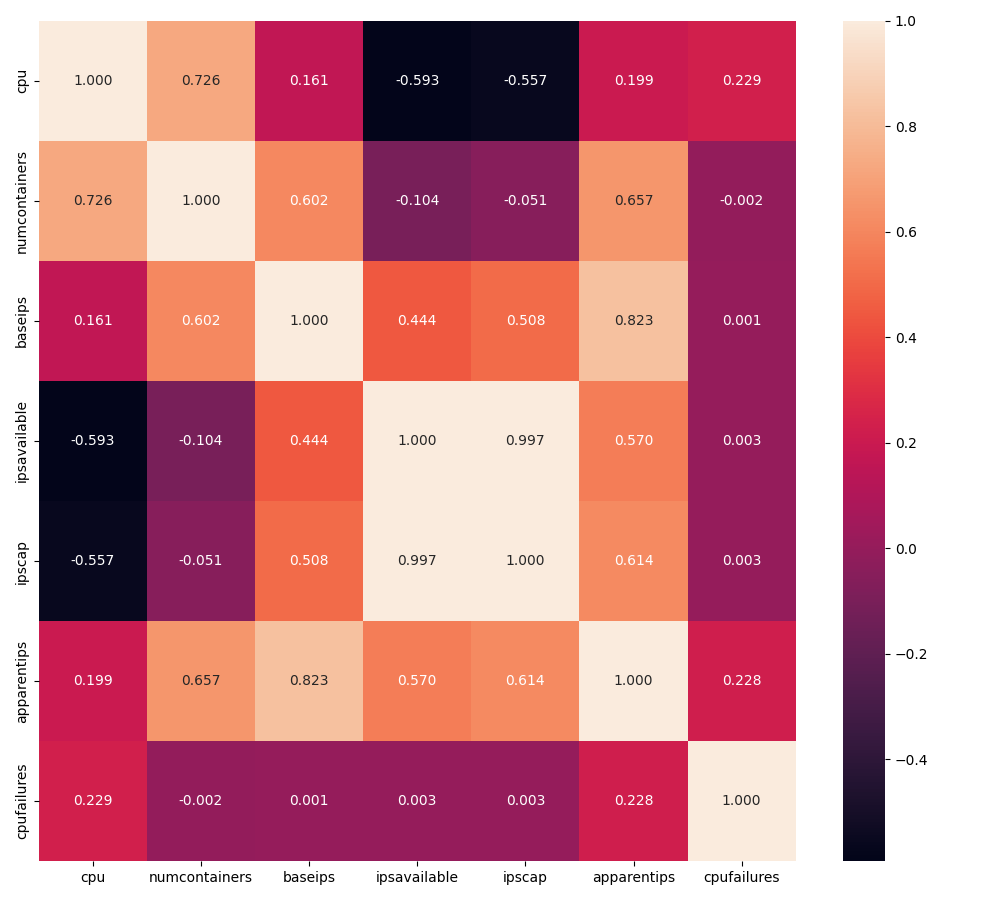 cpu 1.000 0.726 0.161 -0.593 -0.557 0.199 0.229
numcontainers 0.726 1.000 0.602 -0.104 -0.051 0.657 -0.002
baseips 0.161 0.602 1.000 0.444 0.508 0.823 0.001
ipsavailable -0.593 -0.104 0.444 1.000 0.997 0.570 0.003
ipscap -0.557 -0.051 0.508 0.997 1.000 0.614 0.003
apparentips 0.199 0.657 0.823 0.570 0.614 1.000 0.228
cpufailures 0.229 -0.002 0.001 0.003 0.003 0.228 1.000
cpu numcontainers baseips ipsavailable ipscap apparentips cpufailures
1.0
0.8
0.6
0.4
0.2
0.0
−0.2
−0.4